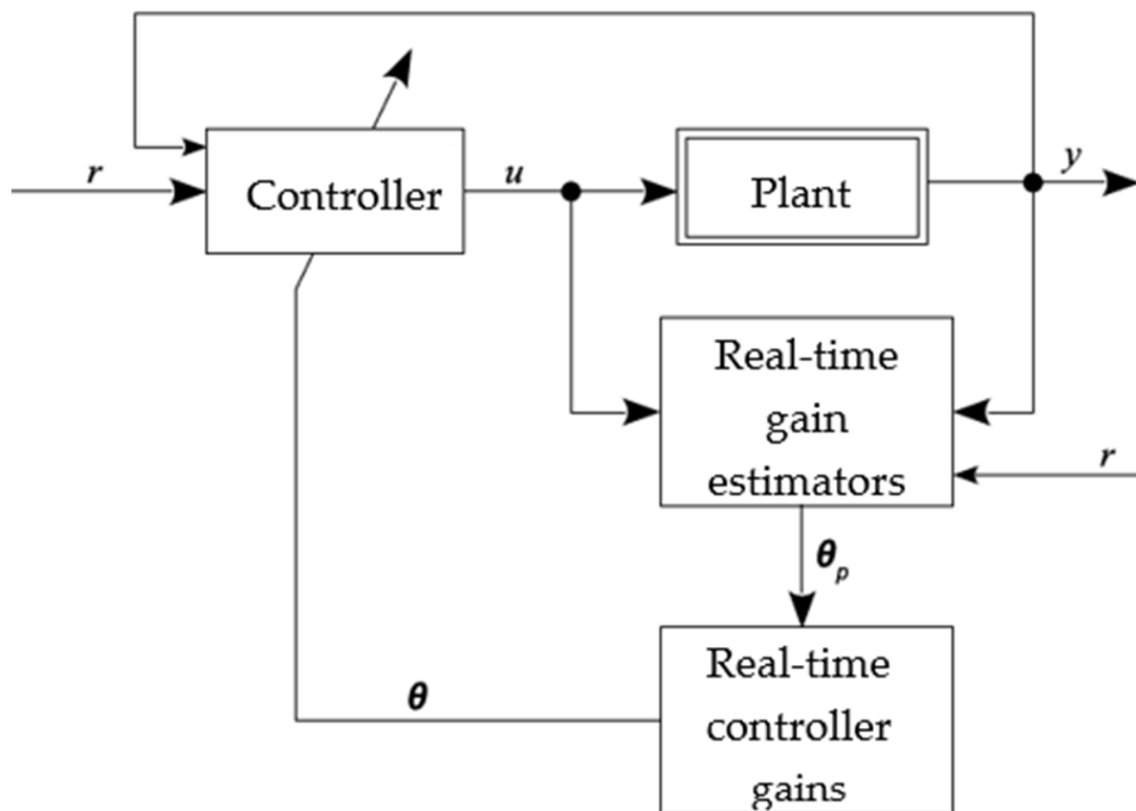 r
Controller
u
Plant
y
Real-time
gain
estimators
r
θp
Real-time
controller
gains
θ